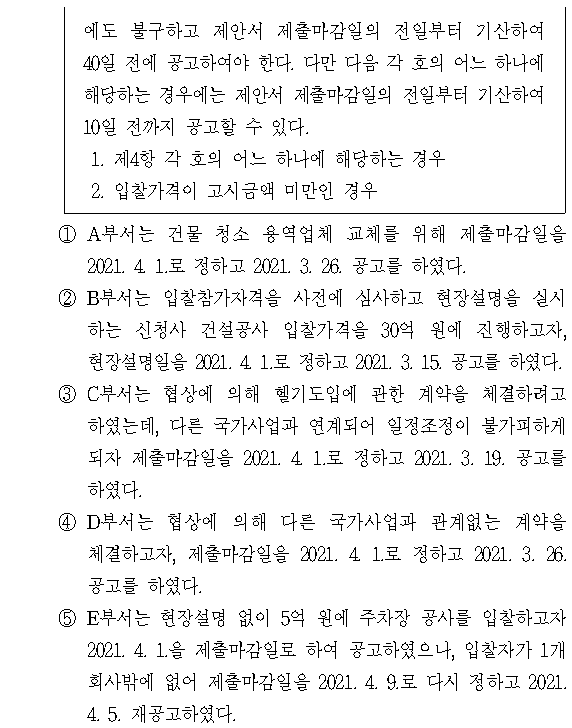 에도 불구하고 제안서 제출마감일의 전일부터 기산하여
40일 전에 공고하여야 한다. 다만 다음 각 호의 어느 하나에
해당하는 경우에는 제안서 제출마감일의 전일부터 기산하여
10일 전까지 공고할 수 있다.
1. 제4항 각 호의 어느 하나에 해당하는 경우
2. 입찰가격이 고시금액 미만인 경우
① A부서는 건물 청소 용역업체 교체를 위해 제출마감일을
2021. 4. 1.로 정하고 2021. 3. 26. 공고를 하였다.
② B부서는 입찰참가자격을 사전에 심사하고 현장설명을 실시
하는 신청사 건설공사 입찰가격을 30억 원에 진행하고자,
현장설명일을 2021. 4. 1.로 정하고 2021. 3. 15. 공고를 하였다.
③ C부서는 협상에 의해 헬기도입에 관한 계약을 체결하려고
하였는데, 다른 국가사업과 연계되어 일정조정이 불가피하게
되자 제출마감일을 2021. 4. 1.로 정하고 2021. 3. 19. 공고를
하였다.
④ D부서는 협상에 의해 다른 국가사업과 관계없는 계약을
체결하고자, 제출마감일을 2021. 4. 1.로 정하고 2021. 3. 26.
공고를 하였다.
⑤ E부서는 현장설명 없이 5억 원에 주차장 공사를 입찰하고자
2021. 4. 1.을 제출마감일로 하여 공고하였으나, 입찰자가 1개
회사밖에 없어 제출마감일을 2021. 4. 9.로 다시 정하고 2021.
4. 5. 재공고하였다.